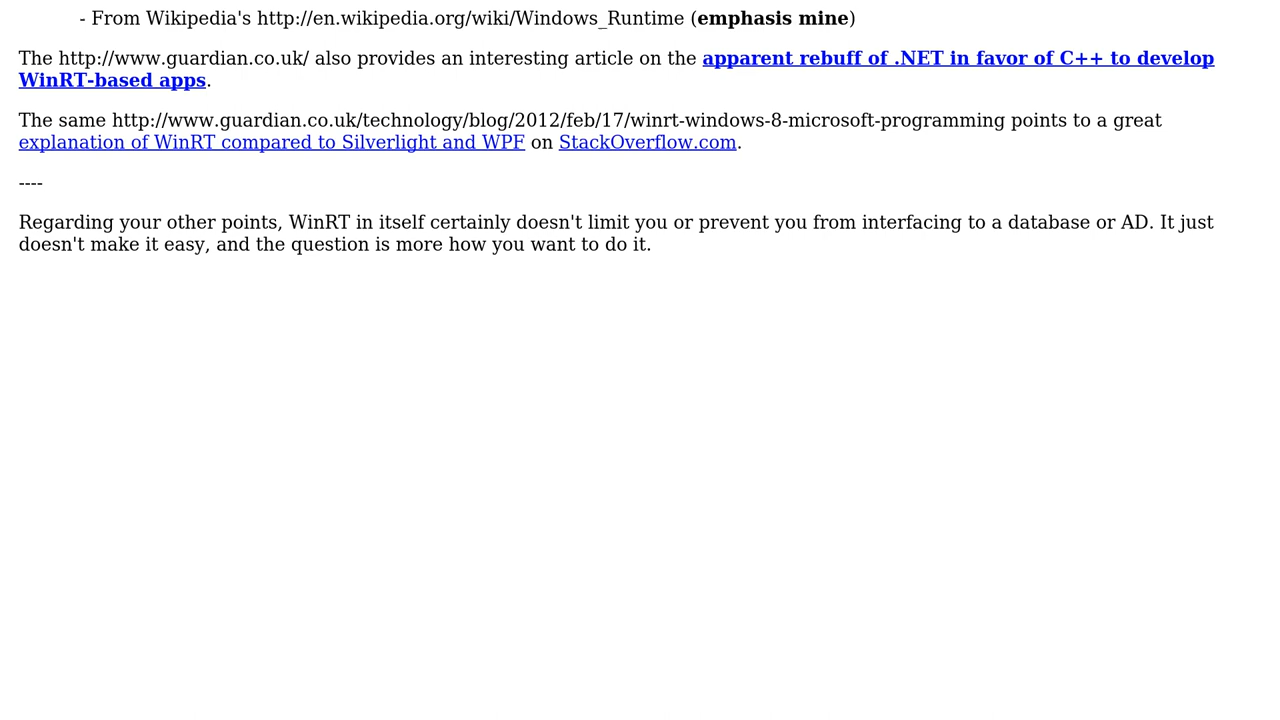 - From Wikipedia's http://en.wikipedia.org/wiki/Windows_Runtime (emphasis mine)
The http://www.guardian.co.uk/ also provides an interesting article on the apparent rebuff of .NET in favor of C++ to develop
WinRT-based apps.
The same http://www.guardian.co.uk/technology/blog/2012/feb/17/winrt-windows-8-microsoft-programming points to a great
explanation of WinRT compared to Silverlight and WPF on StackOverflow.com.
----
Regarding your other points, WinRT in itself certainly doesn't limit you or prevent you from interfacing to a database or AD. It just
doesn't make it easy, and the question is more how you want to do it.